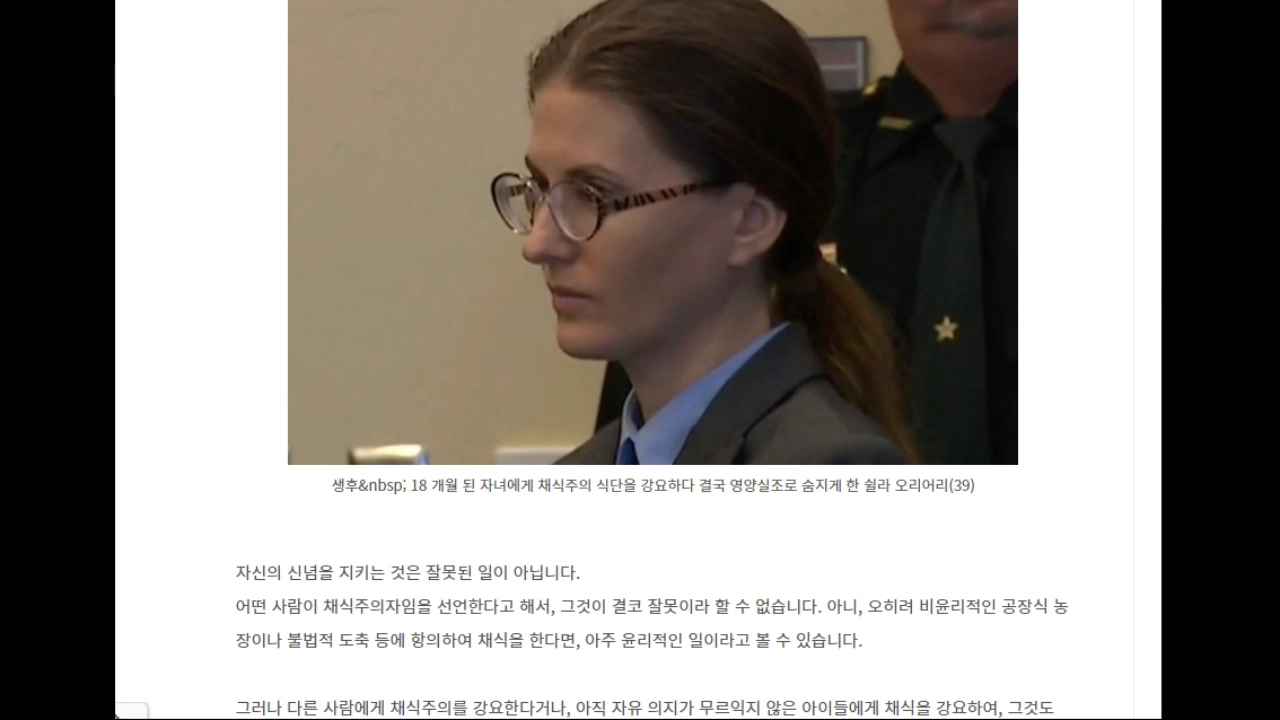 생후&nbsp; 18 개월 된 자녀에게 채식주의 식단을 강요하다 결국 영양실조로 숨지게 한 쉴라 오리어리(39)
자신의 신념을 지키는 것은 잘못된 일이 아닙니다.
어떤 사람이 채식주의자임을 선언한다고 해서, 그것이 결코 잘못이라 할 수 없습니다. 아니, 오히려 비윤리적인 공장식 농
장이나 불법적 도축 등에 항의하여 채식을 한다면, 아주 윤리적인 일이라고 볼 수 있습니다.
그러나 다른 사람에게 채식주의를 강요한다거나, 아직 자유 의지가 무르익지 않은 아이들에게 채식을 강요하여, 그것도